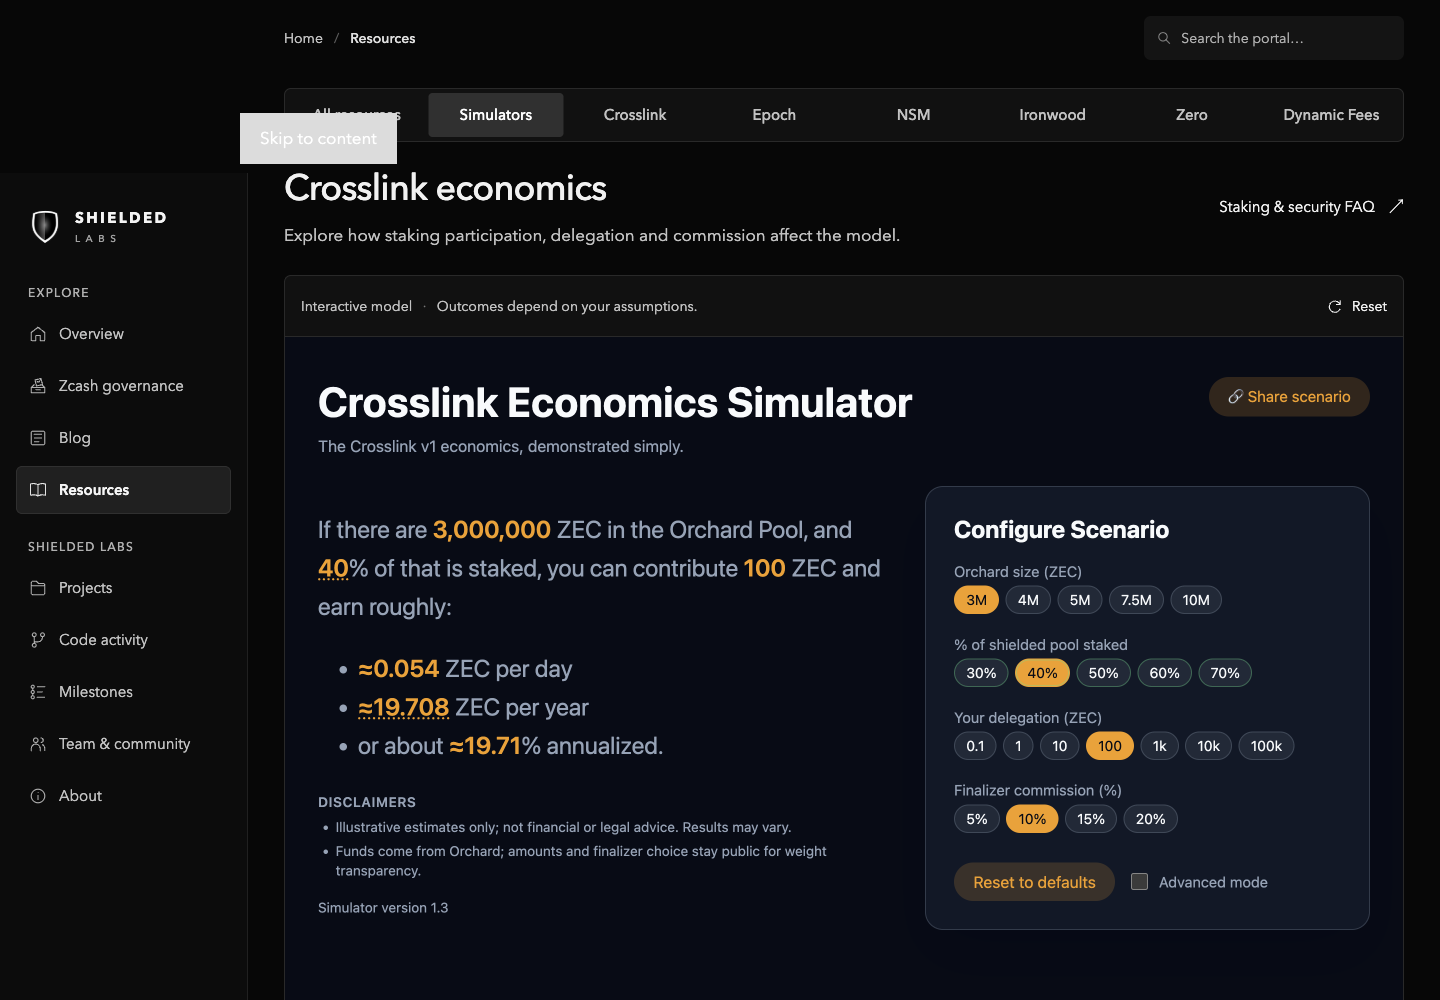 Home / Resources
Search the portal...
All resources
Simulators
Crosslink
Epoch
NSM
Ironwood
Zero
Dynamic Fees
Skip to content
SHIELDED
LABS
EXPLORE
Overview
Zcash governance
Blog
Resources
SHIELDED LABS
Projects
Code activity
Milestones
Team & community
About
Crosslink economics
Explore how staking participation, delegation and commission affect the model.
Staking & security FAQ
Interactive model · Outcomes depend on your assumptions.
Reset
Crosslink Economics Simulator
The Crosslink v1 economics, demonstrated simply.
Share scenario
If there are 3,000,000 ZEC in the Orchard Pool, and
40% of that is staked, you can contribute 100 ZEC and
earn roughly:
• ≈0.054 ZEC per day
• ≈19.708 ZEC per year
• or about ≈19.71% annualized.
DISCLAIMERS
• Illustrative estimates only; not financial or legal advice. Results may vary.
• Funds come from Orchard; amounts and finalizer choice stay public for weight
transparency.
Simulator version 1.3
Configure Scenario
Orchard size (ZEC)
3M 4M 5M 7.5M 10M
% of shielded pool staked
30% 40% 50% 60% 70%
Your delegation (ZEC)
0.1 1 10 100 1k 10k 100k
Finalizer commission (%)
5% 10% 15% 20%
Reset to defaults
Advanced mode